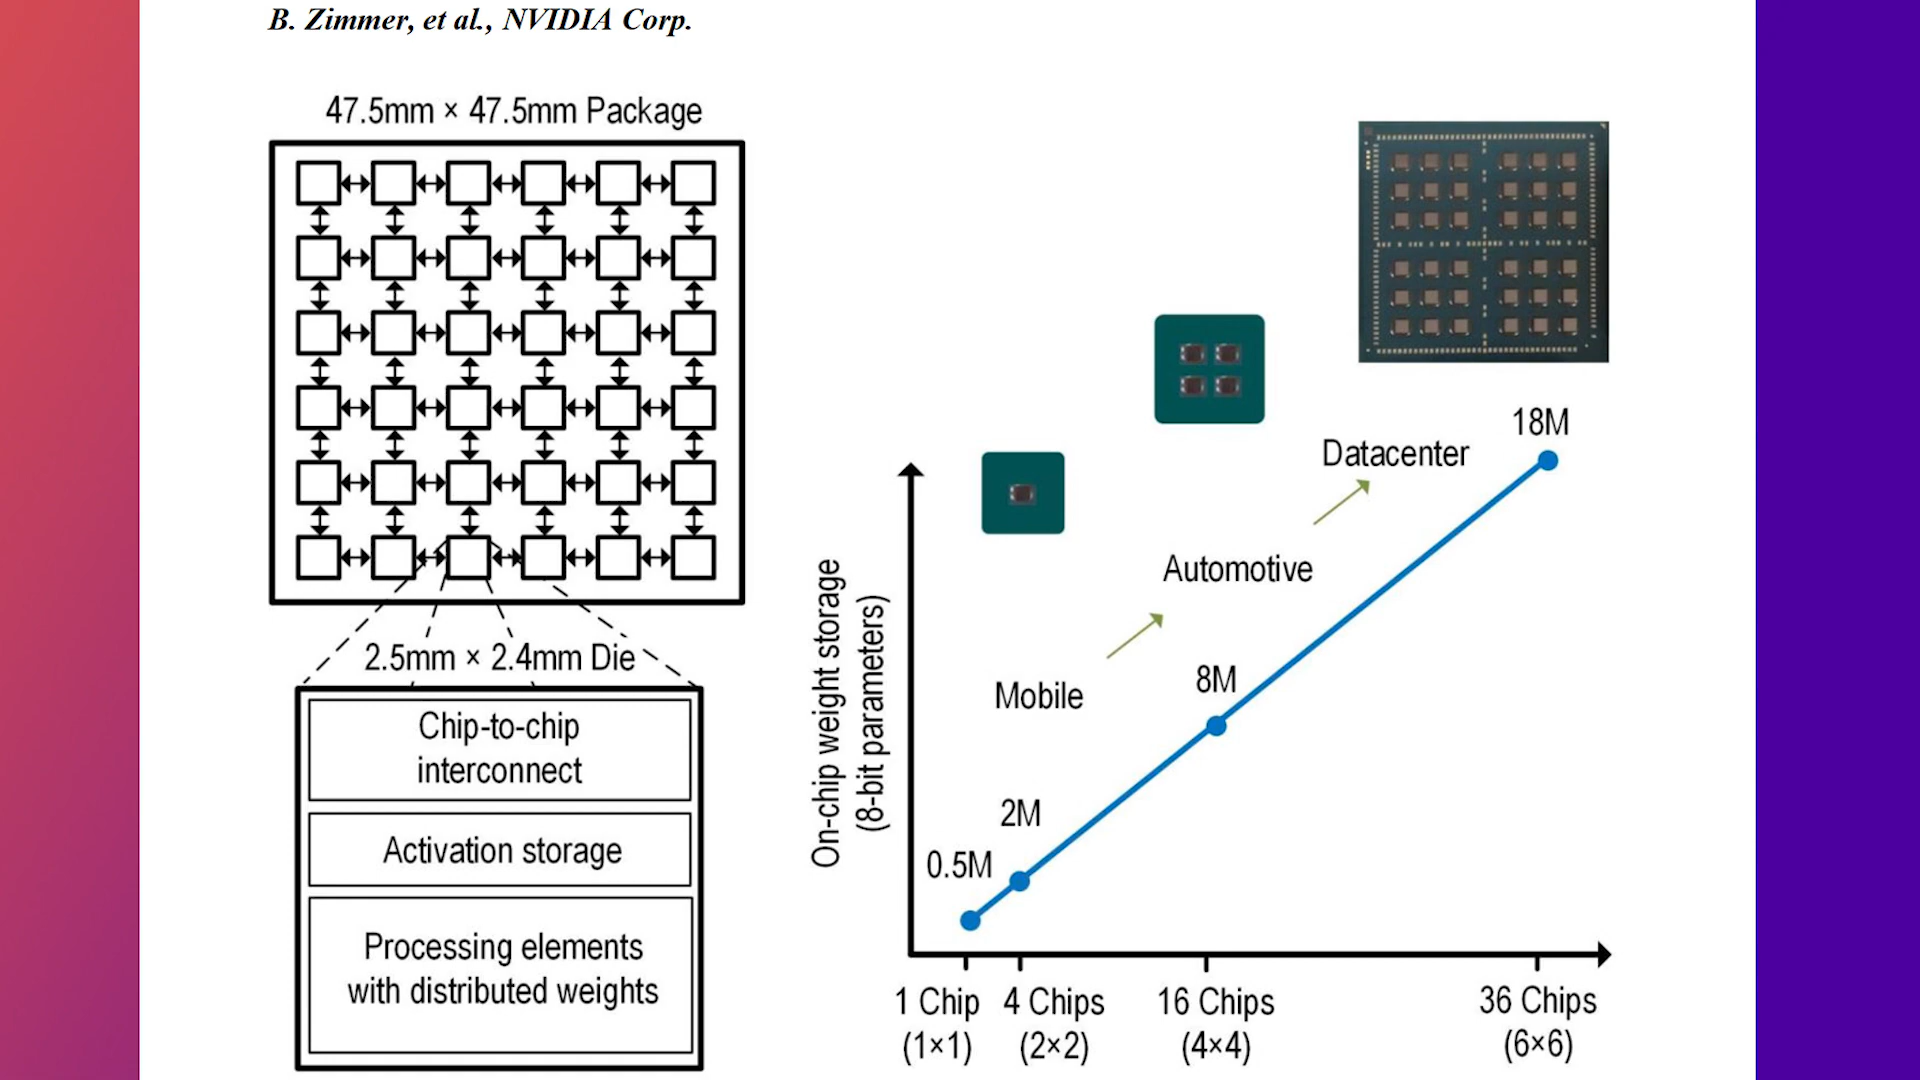 B. Zimmer, et al., NVIDIA Corp.
47.5mm × 47.5mm Package
2.5mm × 2.4mm Die
Chip-to-chip
interconnect
Activation storage
Processing elements
with distributed weights
On-chip weight storage
(8-bit parameters)
18M
Datacenter
Automotive
8M
Mobile
2M
0.5M
1 Chip
(1×1)
4 Chips
(2×2)
16 Chips
(4×4)
36 Chips
(6×6)